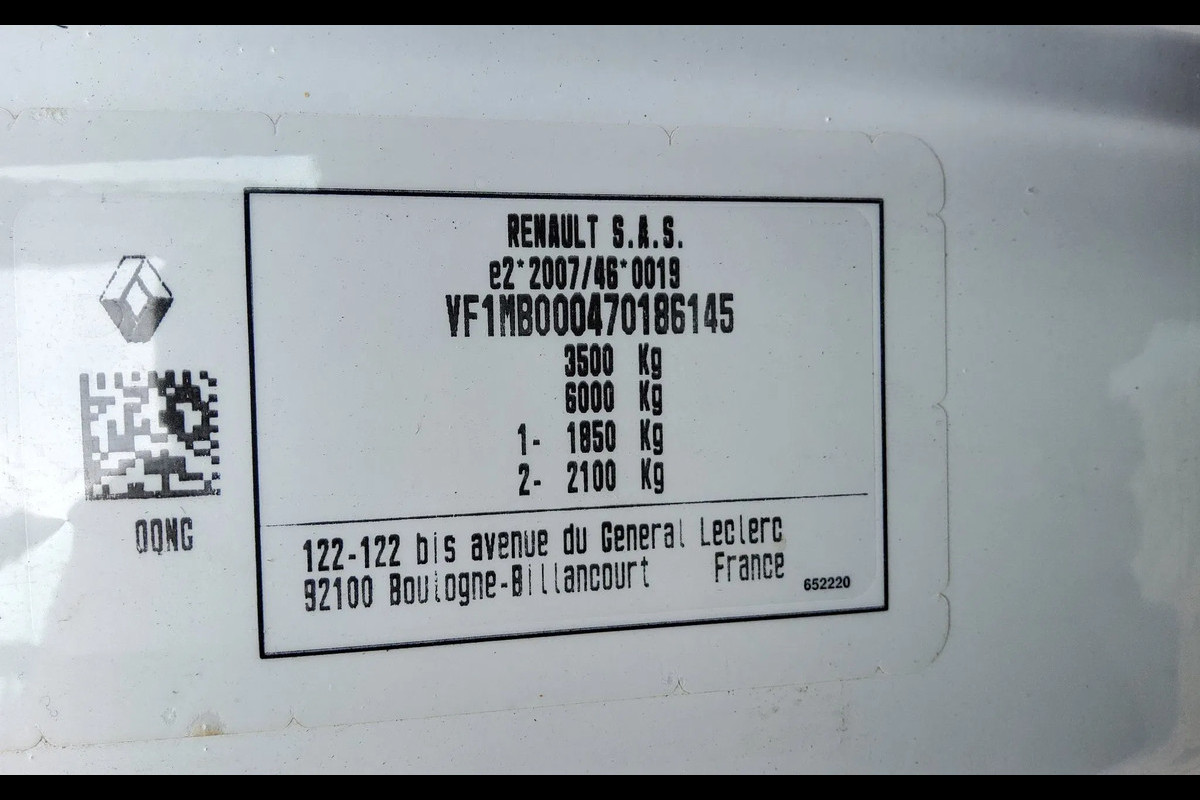 RENAULT S.A.S.
e2*2007/46*0019
VF1MB000470186145
3500 Kg
6000 Kg
1- 1850 Kg
2- 2100 Kg
OQNG
122-122 bis avenue du General Leclerc
92100 Boulogne-Billancourt France
652220